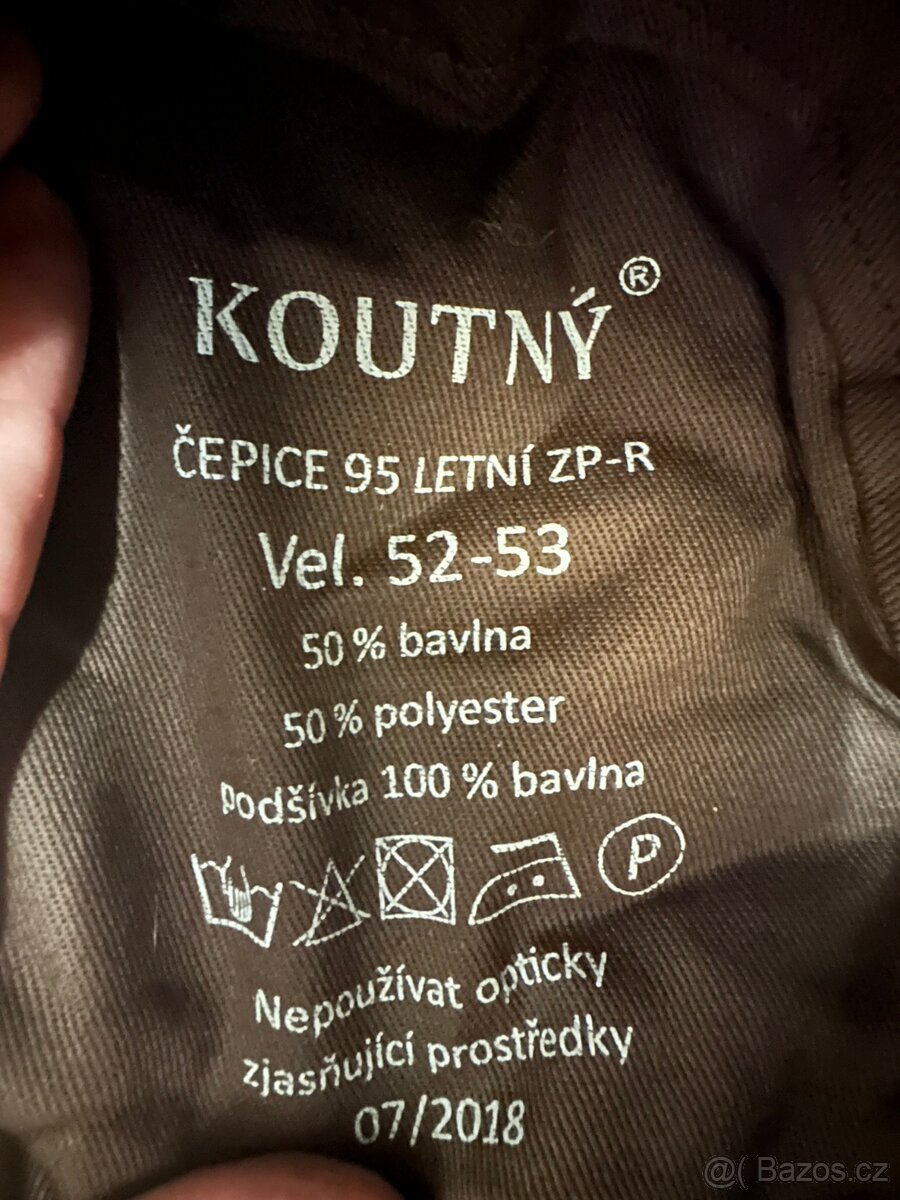 KOUTNÝ®
ČEPICE 95 LETNÍ ZP-R
Vel. 52-53
50 % bavlna
50 % polyester
podšívka 100 % bavlna
P
Nepoužívat opticky
zjasňující prostředky
07/2018
@( Bazos.cz